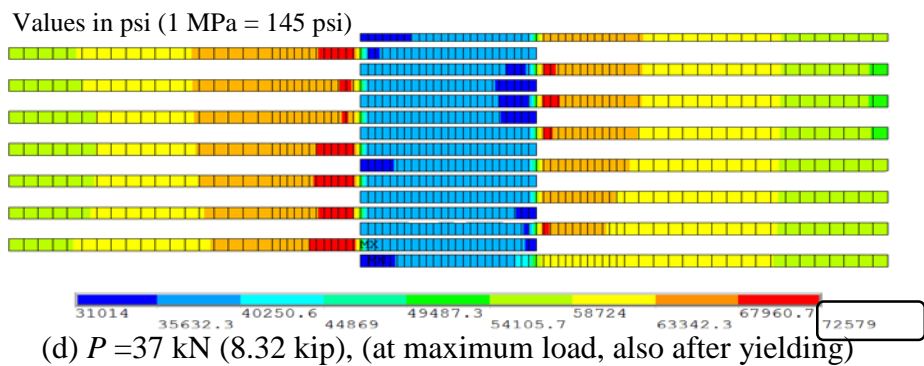 Values in psi (1 MPa = 145 psi)
MX
MN
31014 40250.6 49487.3 58724 67960.7
35632.3 44869 54105.7 63342.3 72579
(d) P =37 kN (8.32 kip), (at maximum load, also after yielding)